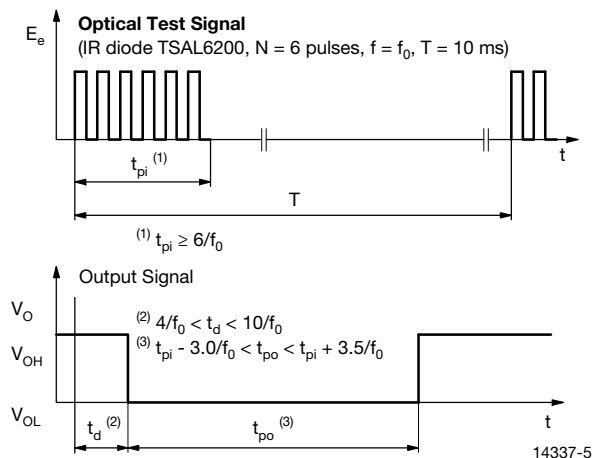 Optical Test Signal
(IR diode TSAL6200, N = 6 pulses, f = f₀, T = 10 ms)
Eₑ
t
tₚᵢ ⁽¹⁾
T
⁽¹⁾ tₚᵢ ≥ 6/f₀
Output Signal
V_O
⁽²⁾ 4/f₀ < t_d < 10/f₀
⁽³⁾ tₚᵢ - 3.0/f₀ < tₚₒ < tₚᵢ + 3.5/f₀
V_OH
V_OL
t_d ⁽²⁾
tₚₒ ⁽³⁾
t
14337-5